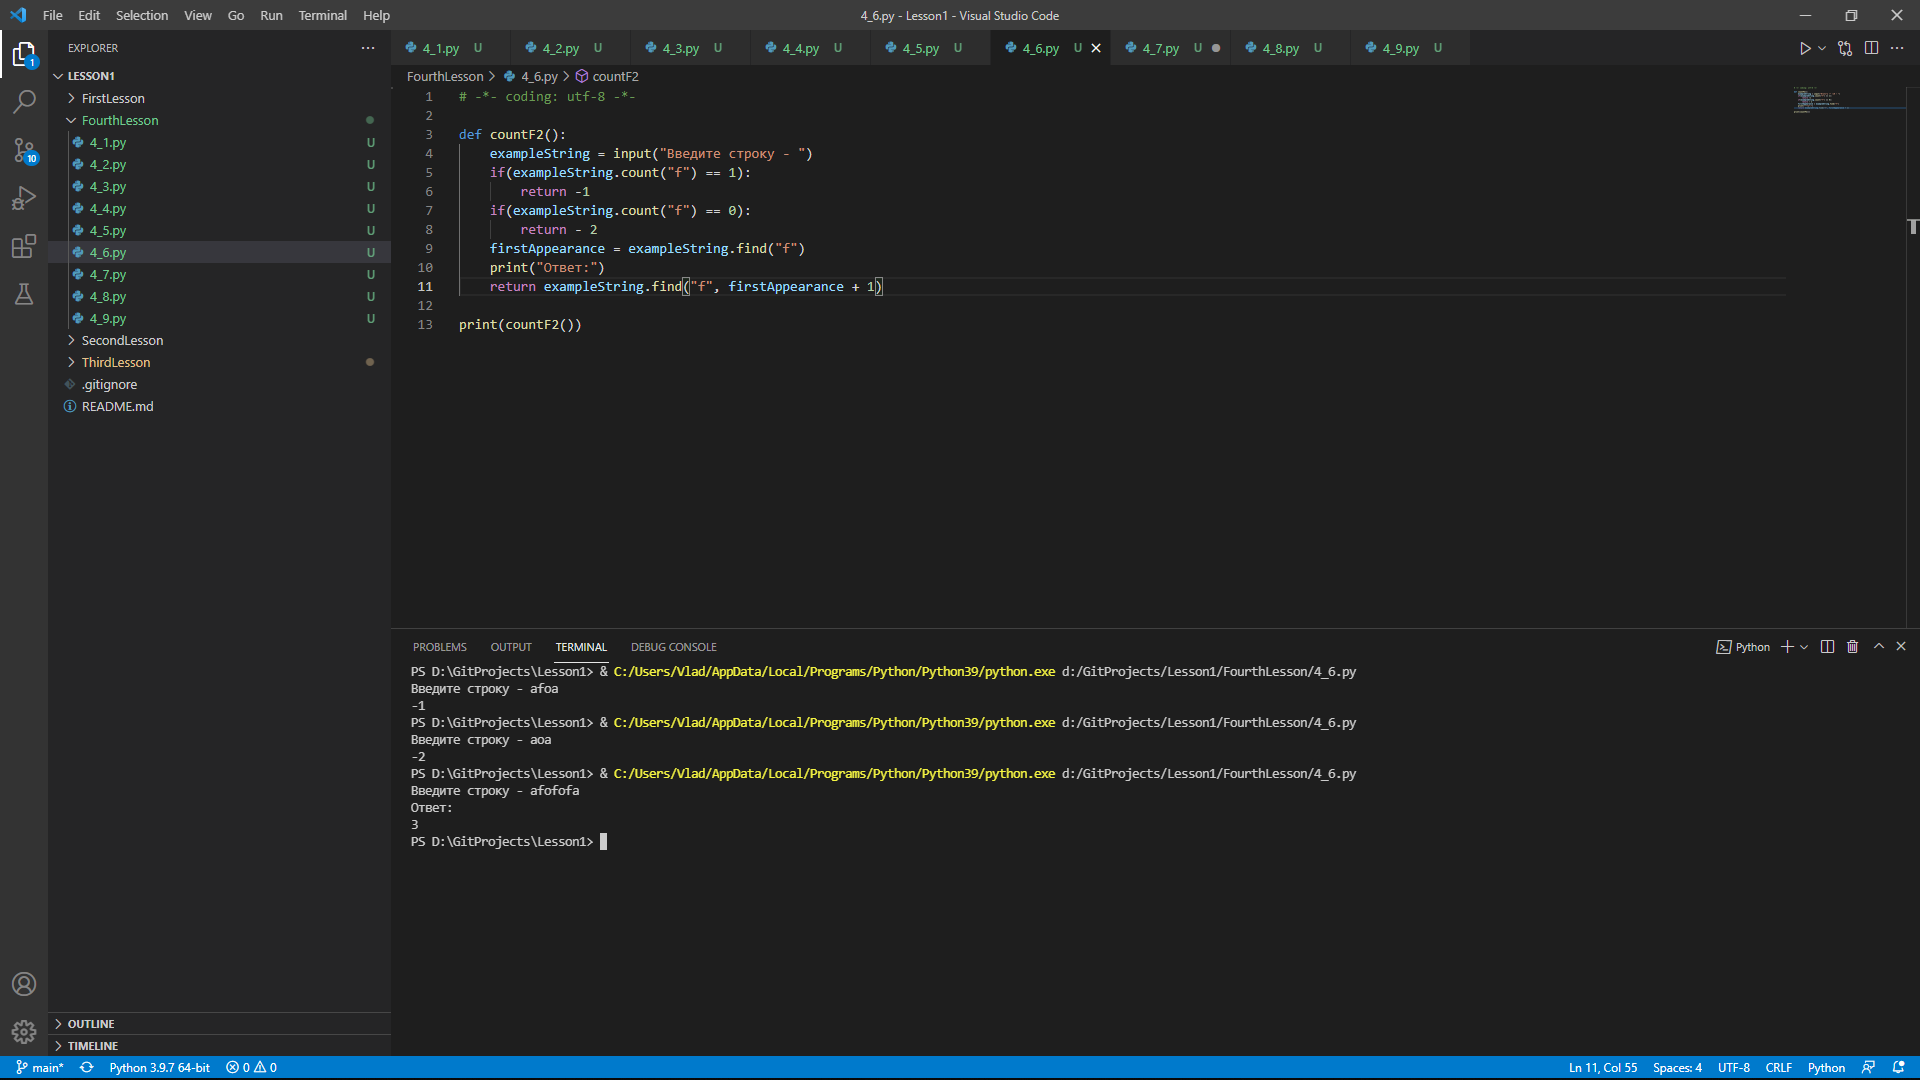 File Edit Selection View Go Run Terminal Help
4_6.py - Lesson1 - Visual Studio Code
EXPLORER
LESSON1
FirstLesson
FourthLesson
4_1.py U
4_2.py U
4_3.py U
4_4.py U
4_5.py U
4_6.py U
4_7.py U
4_8.py U
4_9.py U
SecondLesson
ThirdLesson
.gitignore
README.md
OUTLINE
TIMELINE
1
10
4_1.py U 4_2.py U 4_3.py U 4_4.py U 4_5.py U 4_6.py U 4_7.py U 4_8.py U 4_9.py U
FourthLesson > 4_6.py > countF2
1 # -*- coding: utf-8 -*-
2
3 def countF2():
4 exampleString = input("Введите строку - ")
5 if(exampleString.count("f") == 1):
6 return -1
7 if(exampleString.count("f") == 0):
8 return - 2
9 firstAppearance = exampleString.find("f")
10 print("Ответ:")
11 return exampleString.find("f", firstAppearance + 1)
12
13 print(countF2())
PROBLEMS OUTPUT TERMINAL DEBUG CONSOLE
Python
PS D:\GitProjects\Lesson1> & C:/Users/Vlad/AppData/Local/Programs/Python/Python39/python.exe d:/GitProjects/Lesson1/FourthLesson/4_6.py
Введите строку - afoa
-1
PS D:\GitProjects\Lesson1> & C:/Users/Vlad/AppData/Local/Programs/Python/Python39/python.exe d:/GitProjects/Lesson1/FourthLesson/4_6.py
Введите строку - aoa
-2
PS D:\GitProjects\Lesson1> & C:/Users/Vlad/AppData/Local/Programs/Python/Python39/python.exe d:/GitProjects/Lesson1/FourthLesson/4_6.py
Введите строку - afofofa
Ответ:
3
PS D:\GitProjects\Lesson1>
main* Python 3.9.7 64-bit 0 0 Ln 11, Col 55 Spaces: 4 UTF-8 CRLF Python